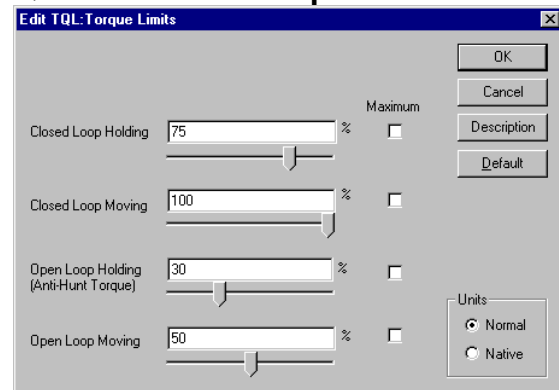 Edit TQL:Torque Limits
OK
Cancel
Maximum
Closed Loop Holding 75 % Description
Default
Closed Loop Moving 100 %
Open Loop Holding 30 %
(Anti-Hunt Torque)
Units
Normal
Open Loop Moving 50 %
Native